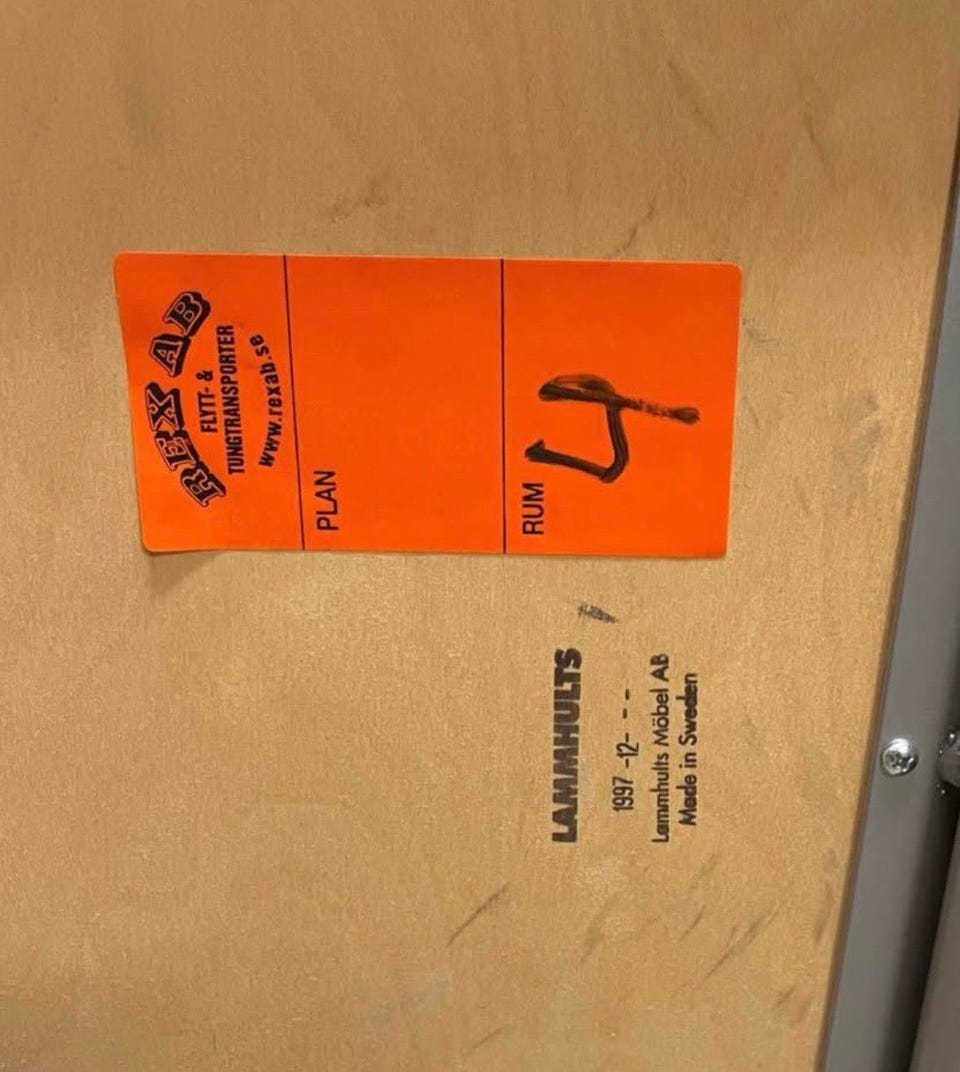 REX AB
FLYTT- &
TUNGTRANSPORTER
www.rexab.se
PLAN
RUM
4
LAMMHULTS
1997 -12- - -
Lammhults Möbel AB
Made in Sweden